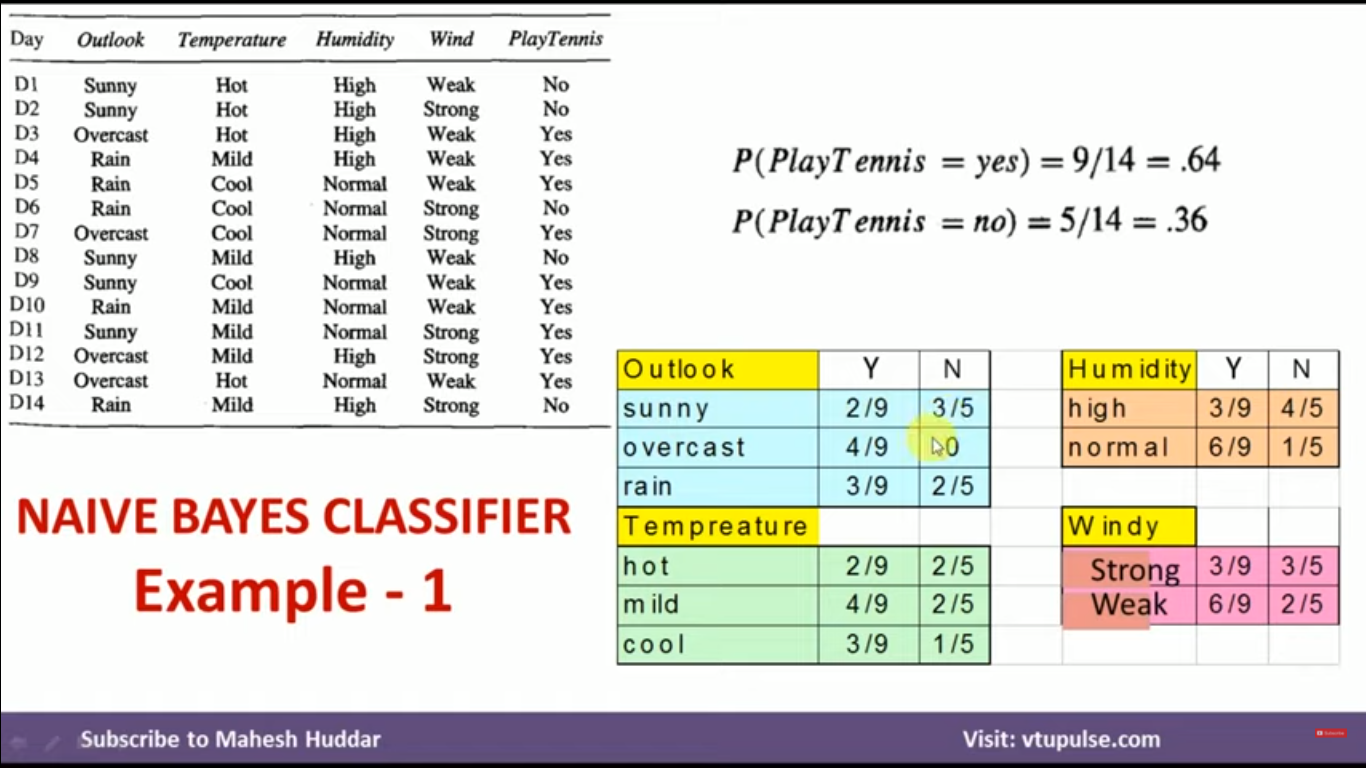 Day Outlook Temperature Humidity Wind PlayTennis
D1 Sunny Hot High Weak No
D2 Sunny Hot High Strong No
D3 Overcast Hot High Weak Yes
D4 Rain Mild High Weak Yes
D5 Rain Cool Normal Weak Yes
D6 Rain Cool Normal Strong No
D7 Overcast Cool Normal Strong Yes
D8 Sunny Mild High Weak No
D9 Sunny Cool Normal Weak Yes
D10 Rain Mild Normal Weak Yes
D11 Sunny Mild Normal Strong Yes
D12 Overcast Mild High Strong Yes
D13 Overcast Hot Normal Weak Yes
D14 Rain Mild High Strong No
P(PlayTennis = yes) = 9/14 = .64
P(PlayTennis = no) = 5/14 = .36
NAIVE BAYES CLASSIFIER
Example - 1
Outlook Y N
sunny 2/9 3/5
overcast 4/9 0
rain 3/9 2/5
Tempreature
hot 2/9 2/5
mild 4/9 2/5
cool 3/9 1/5
Humidity Y N
high 3/9 4/5
normal 6/9 1/5
Windy
Strong 3/9 3/5
Weak 6/9 2/5
Subscribe to Mahesh Huddar
Visit: vtupulse.com
Subscribe